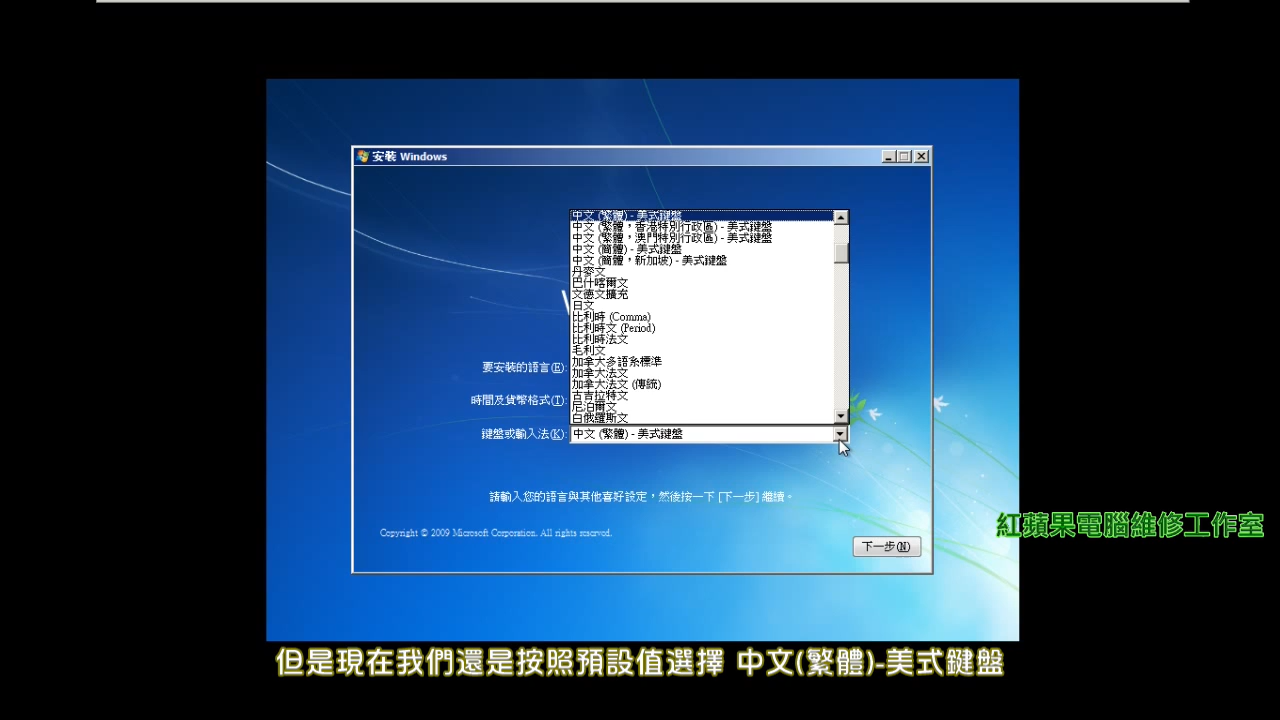 安裝 Windows
中文 (繁體) - 美式鍵盤
中文 (繁體，香港特別行政區) - 美式鍵盤
中文 (繁體，澳門特別行政區) - 美式鍵盤
中文 (簡體) - 美式鍵盤
中文 (簡體，新加坡) - 美式鍵盤
丹麥文
巴什喀爾文
文德文擴充
日文
比利時 (Comma)
比利時文 (Period)
比利時法文
毛利文
加拿大多語系標準
加拿大法文
加拿大法文 (傳統)
古吉拉特文
尼泊爾文
白俄羅斯文
要安裝的語言(E):
時間及貨幣格式(T):
鍵盤或輸入法(K): 中文 (繁體) - 美式鍵盤
請輸入您的語言與其他喜好設定，然後按一下 [下一步] 繼續。
Copyright © 2009 Microsoft Corporation. All rights reserved.
下一步(N)
紅蘋果電腦維修工作室
但是現在我們還是按照預設值選擇 中文(繁體)-美式鍵盤